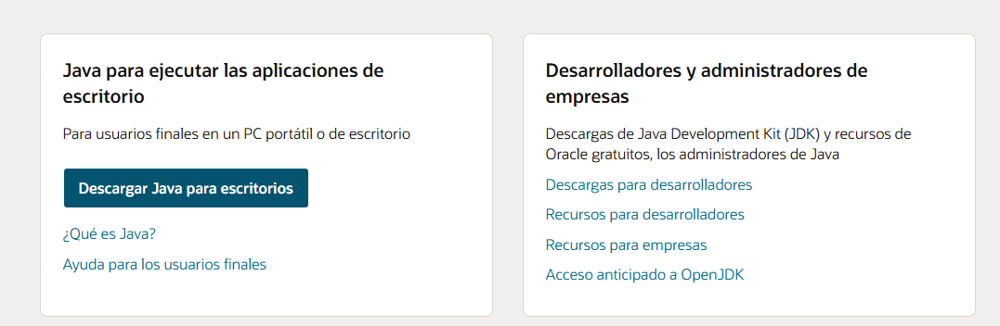 Java para ejecutar las aplicaciones de
escritorio
Para usuarios finales en un PC portátil o de escritorio
Descargar Java para escritorios
¿Qué es Java?
Ayuda para los usuarios finales
Desarrolladores y administradores de
empresas
Descargas de Java Development Kit (JDK) y recursos de
Oracle gratuitos, los administradores de Java
Descargas para desarrolladores
Recursos para desarrolladores
Recursos para empresas
Acceso anticipado a OpenJDK